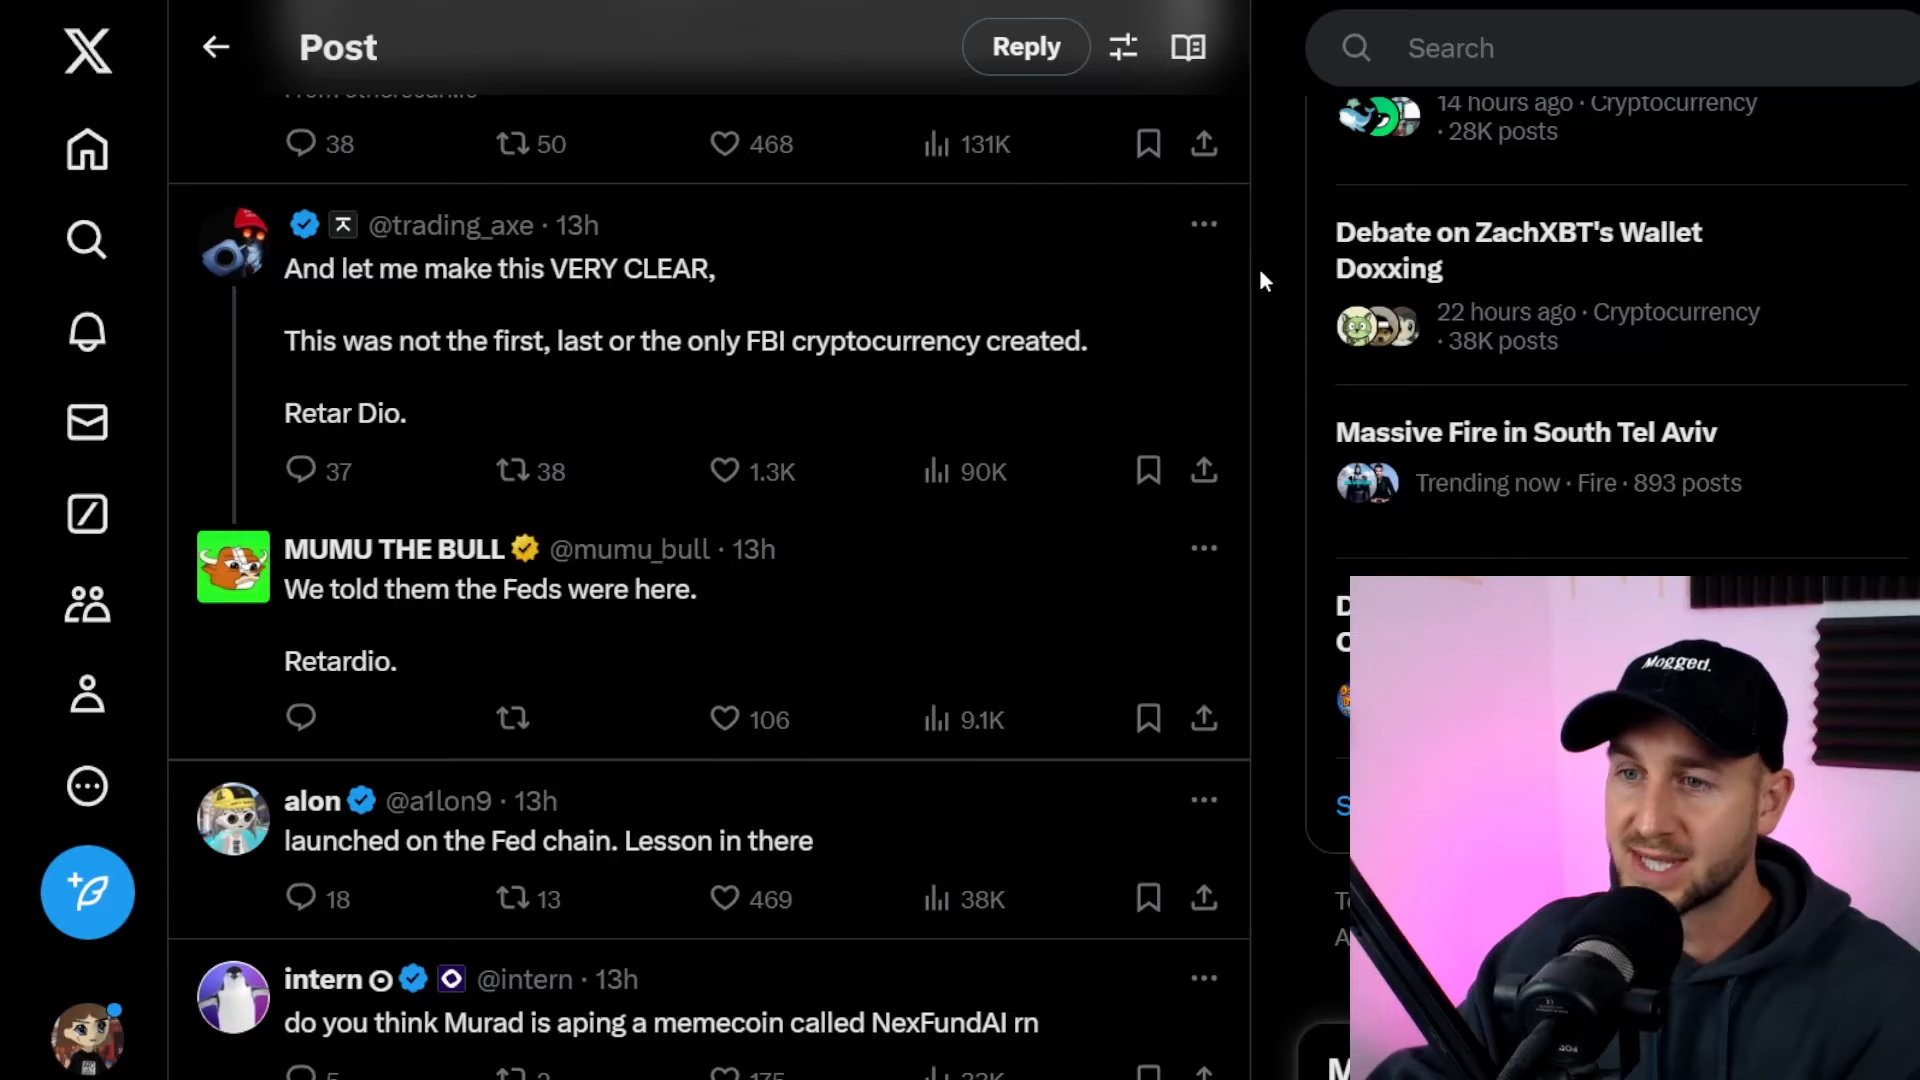 Post
Reply
Search
38
50
468
131K
14 hours ago · Cryptocurrency
· 28K posts
@trading_axe · 13h
And let me make this VERY CLEAR,
This was not the first, last or the only FBI cryptocurrency created.
Retar Dio.
37
38
1.3K
90K
Debate on ZachXBT's Wallet
Doxxing
22 hours ago · Cryptocurrency
· 38K posts
Massive Fire in South Tel Aviv
Trending now · Fire · 893 posts
MUMU THE BULL @mumu_bull · 13h
We told them the Feds were here.
Retardio.
106
9.1K
alon @a1lon9 · 13h
launched on the Fed chain. Lesson in there
18
13
469
38K
intern @intern · 13h
do you think Murad is aping a memecoin called NexFundAI rn
Mogged.